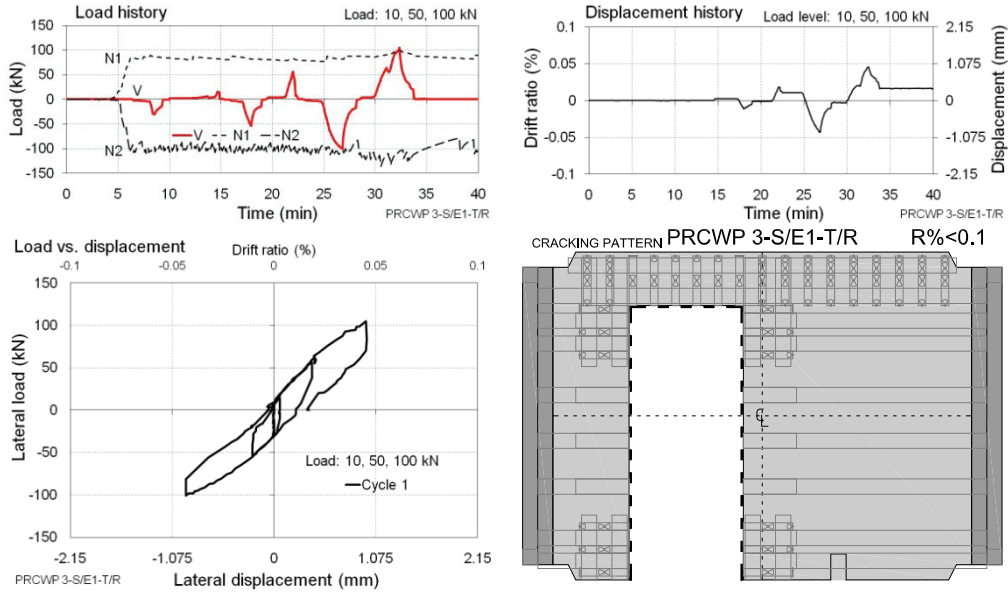 Load history
Load: 10, 50, 100 kN
Load (kN)
150
100
50
0
-50
-100
-150
N1
V
N2
V N1 N2
0 5 10 15 20 25 30 35 40
Time (min)
PRCWP 3-S/E1-T/R
Displacement history
Load level: 10, 50, 100 kN
Drift ratio (%)
0.1
0.05
0
-0.05
-0.1
2.15
1.075
0
-1.075
-2.15
Displacement (mm)
0 5 10 15 20 25 30 35 40
Time (min)
PRCWP 3-S/E1-T/R
Load vs. displacement
Drift ratio (%)
-0.1 -0.05 0 0.05 0.1
Lateral load (kN)
150
100
50
0
-50
-100
-150
Load: 10, 50, 100 kN
Cycle 1
-2.15 -1.075 0 1.075 2.15
PRCWP 3-S/E1-T/R
Lateral displacement (mm)
CRACKING PATTERN PRCWP 3-S/E1-T/R R%<0.1
℄